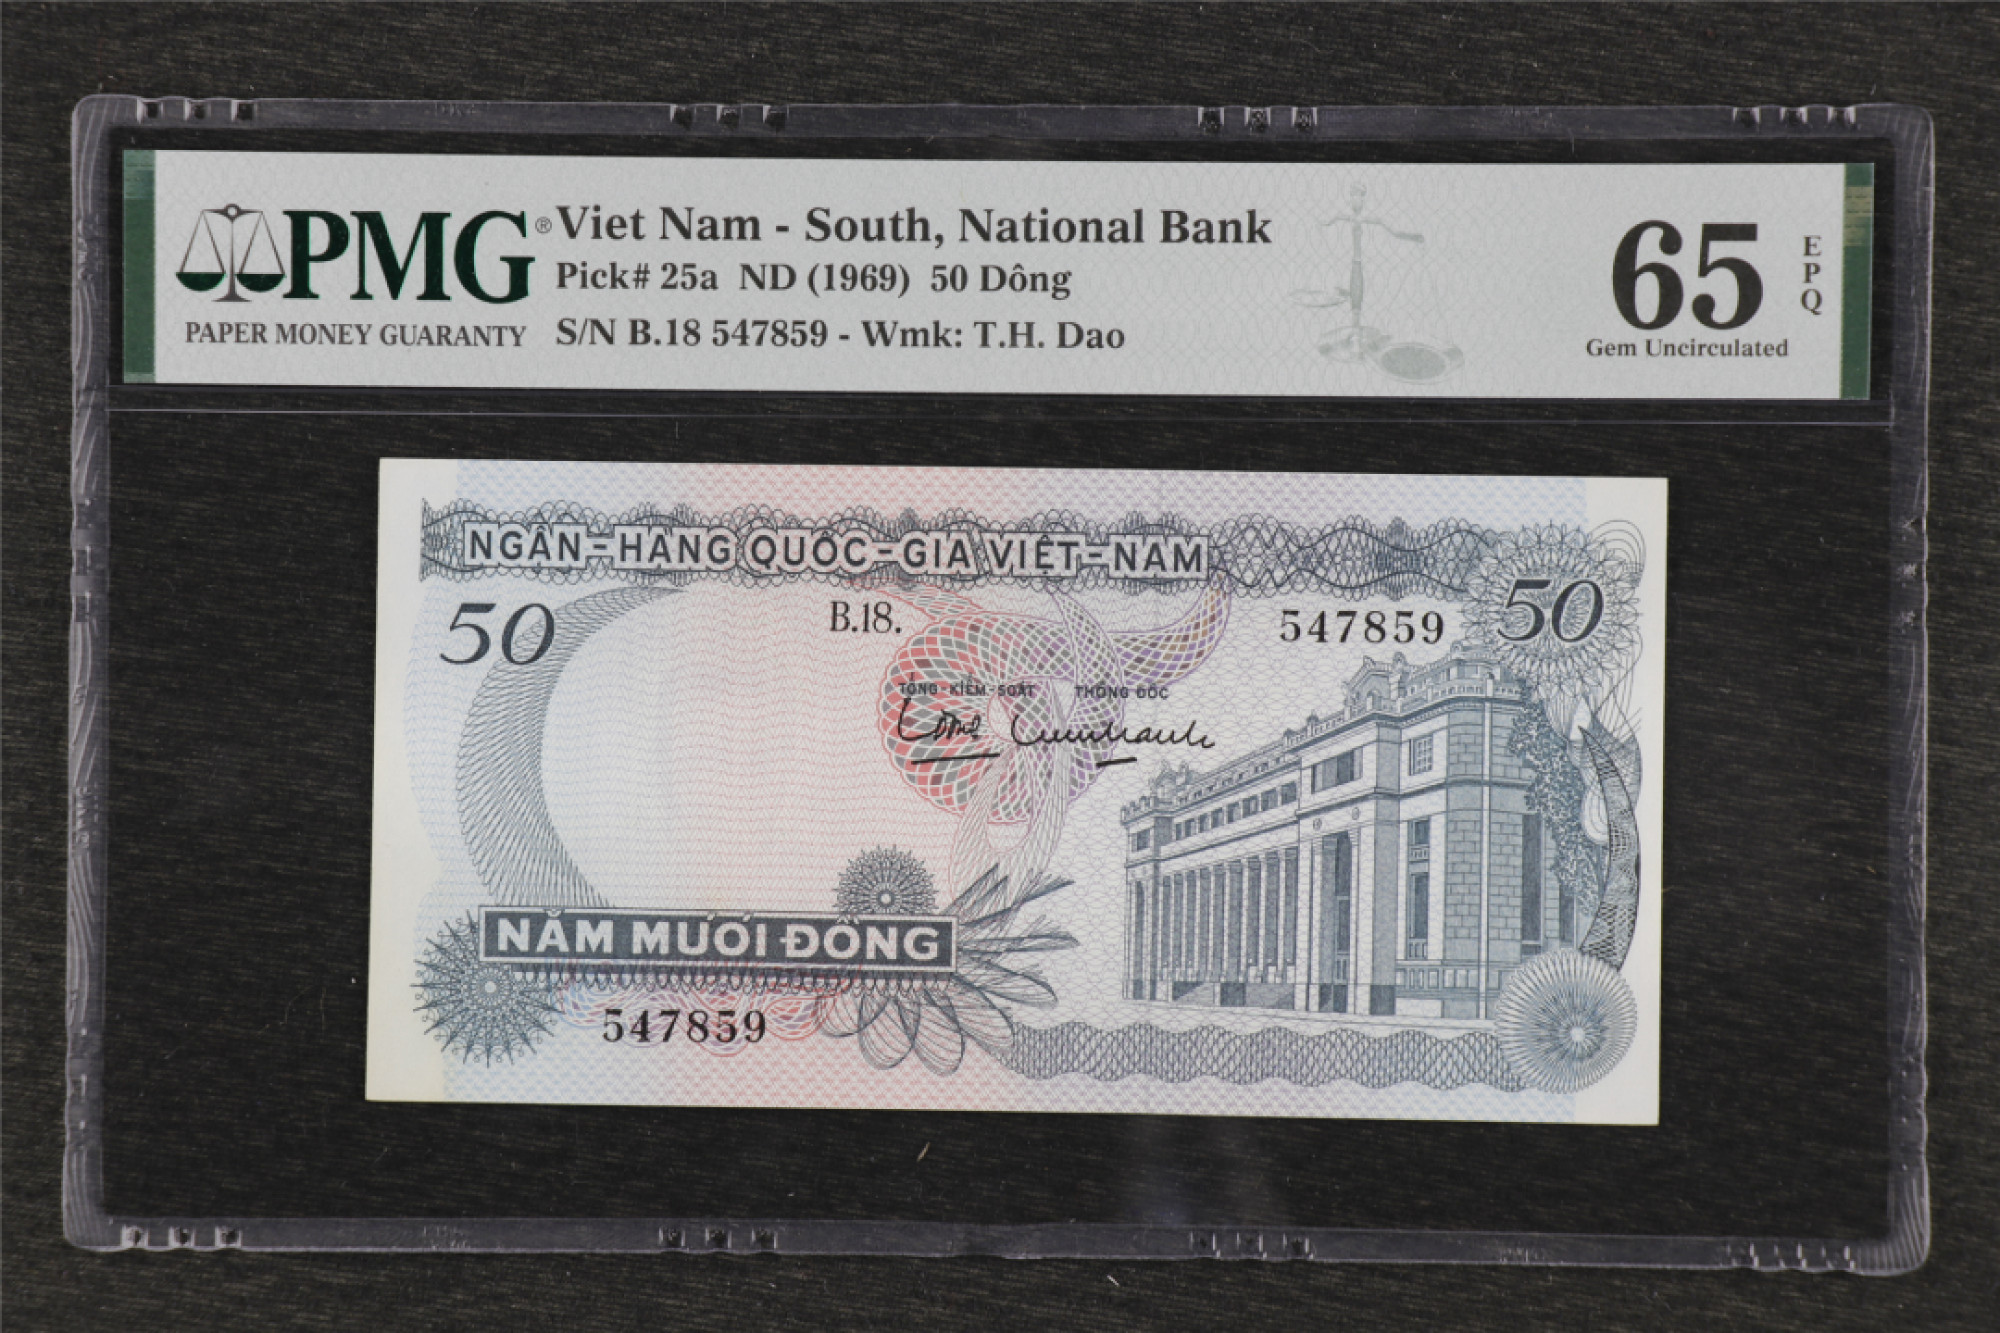 PMG®
PAPER MONEY GUARANTY
Viet Nam - South, National Bank
Pick# 25a ND (1969) 50 Dông
S/N B.18 547859 - Wmk: T.H. Dao
65
EPQ
Gem Uncirculated
NGÂN-HÀNG QUỐC-GIA VIỆT-NAM
50
B.18.
547859
50
TỔNG-KIỂM-SOÁT THỐNG ĐỐC
NĂM MƯƠI ĐỒNG
547859